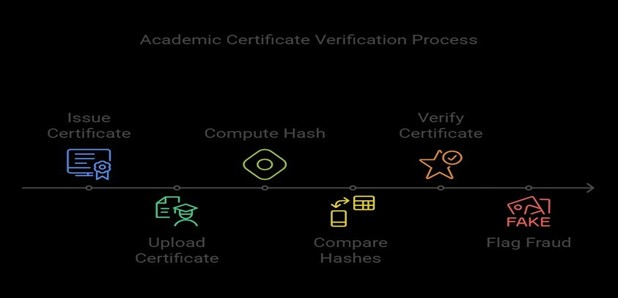 Academic Certificate Verification Process
Issue
Certificate
Compute Hash
Verify
Certificate
FAKE
Upload
Certificate
Compare
Hashes
Flag Fraud